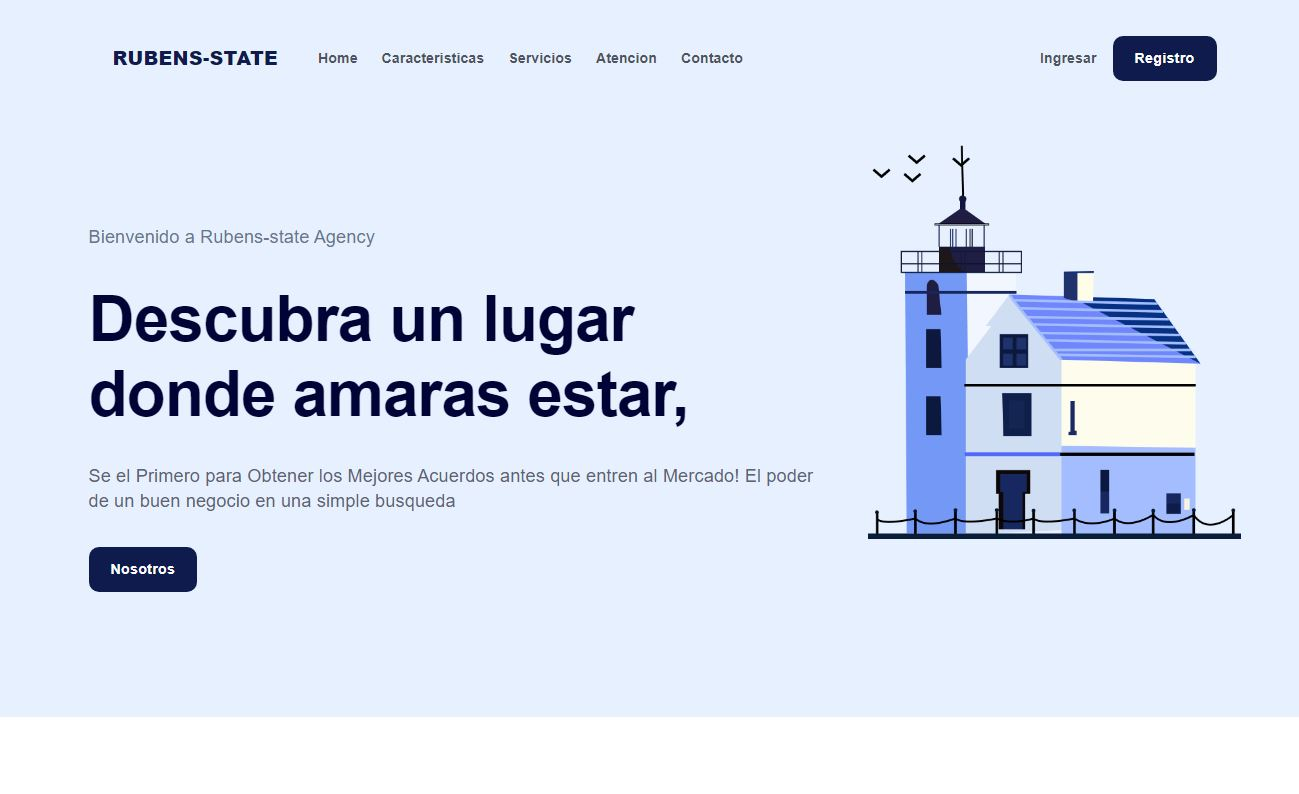 RUBENS-STATE
Home
Caracteristicas
Servicios
Atencion
Contacto
Ingresar
Registro
Bienvenido a Rubens-state Agency
Descubra un lugar
donde amaras estar,
Se el Primero para Obtener los Mejores Acuerdos antes que entren al Mercado! El poder
de un buen negocio en una simple busqueda
Nosotros